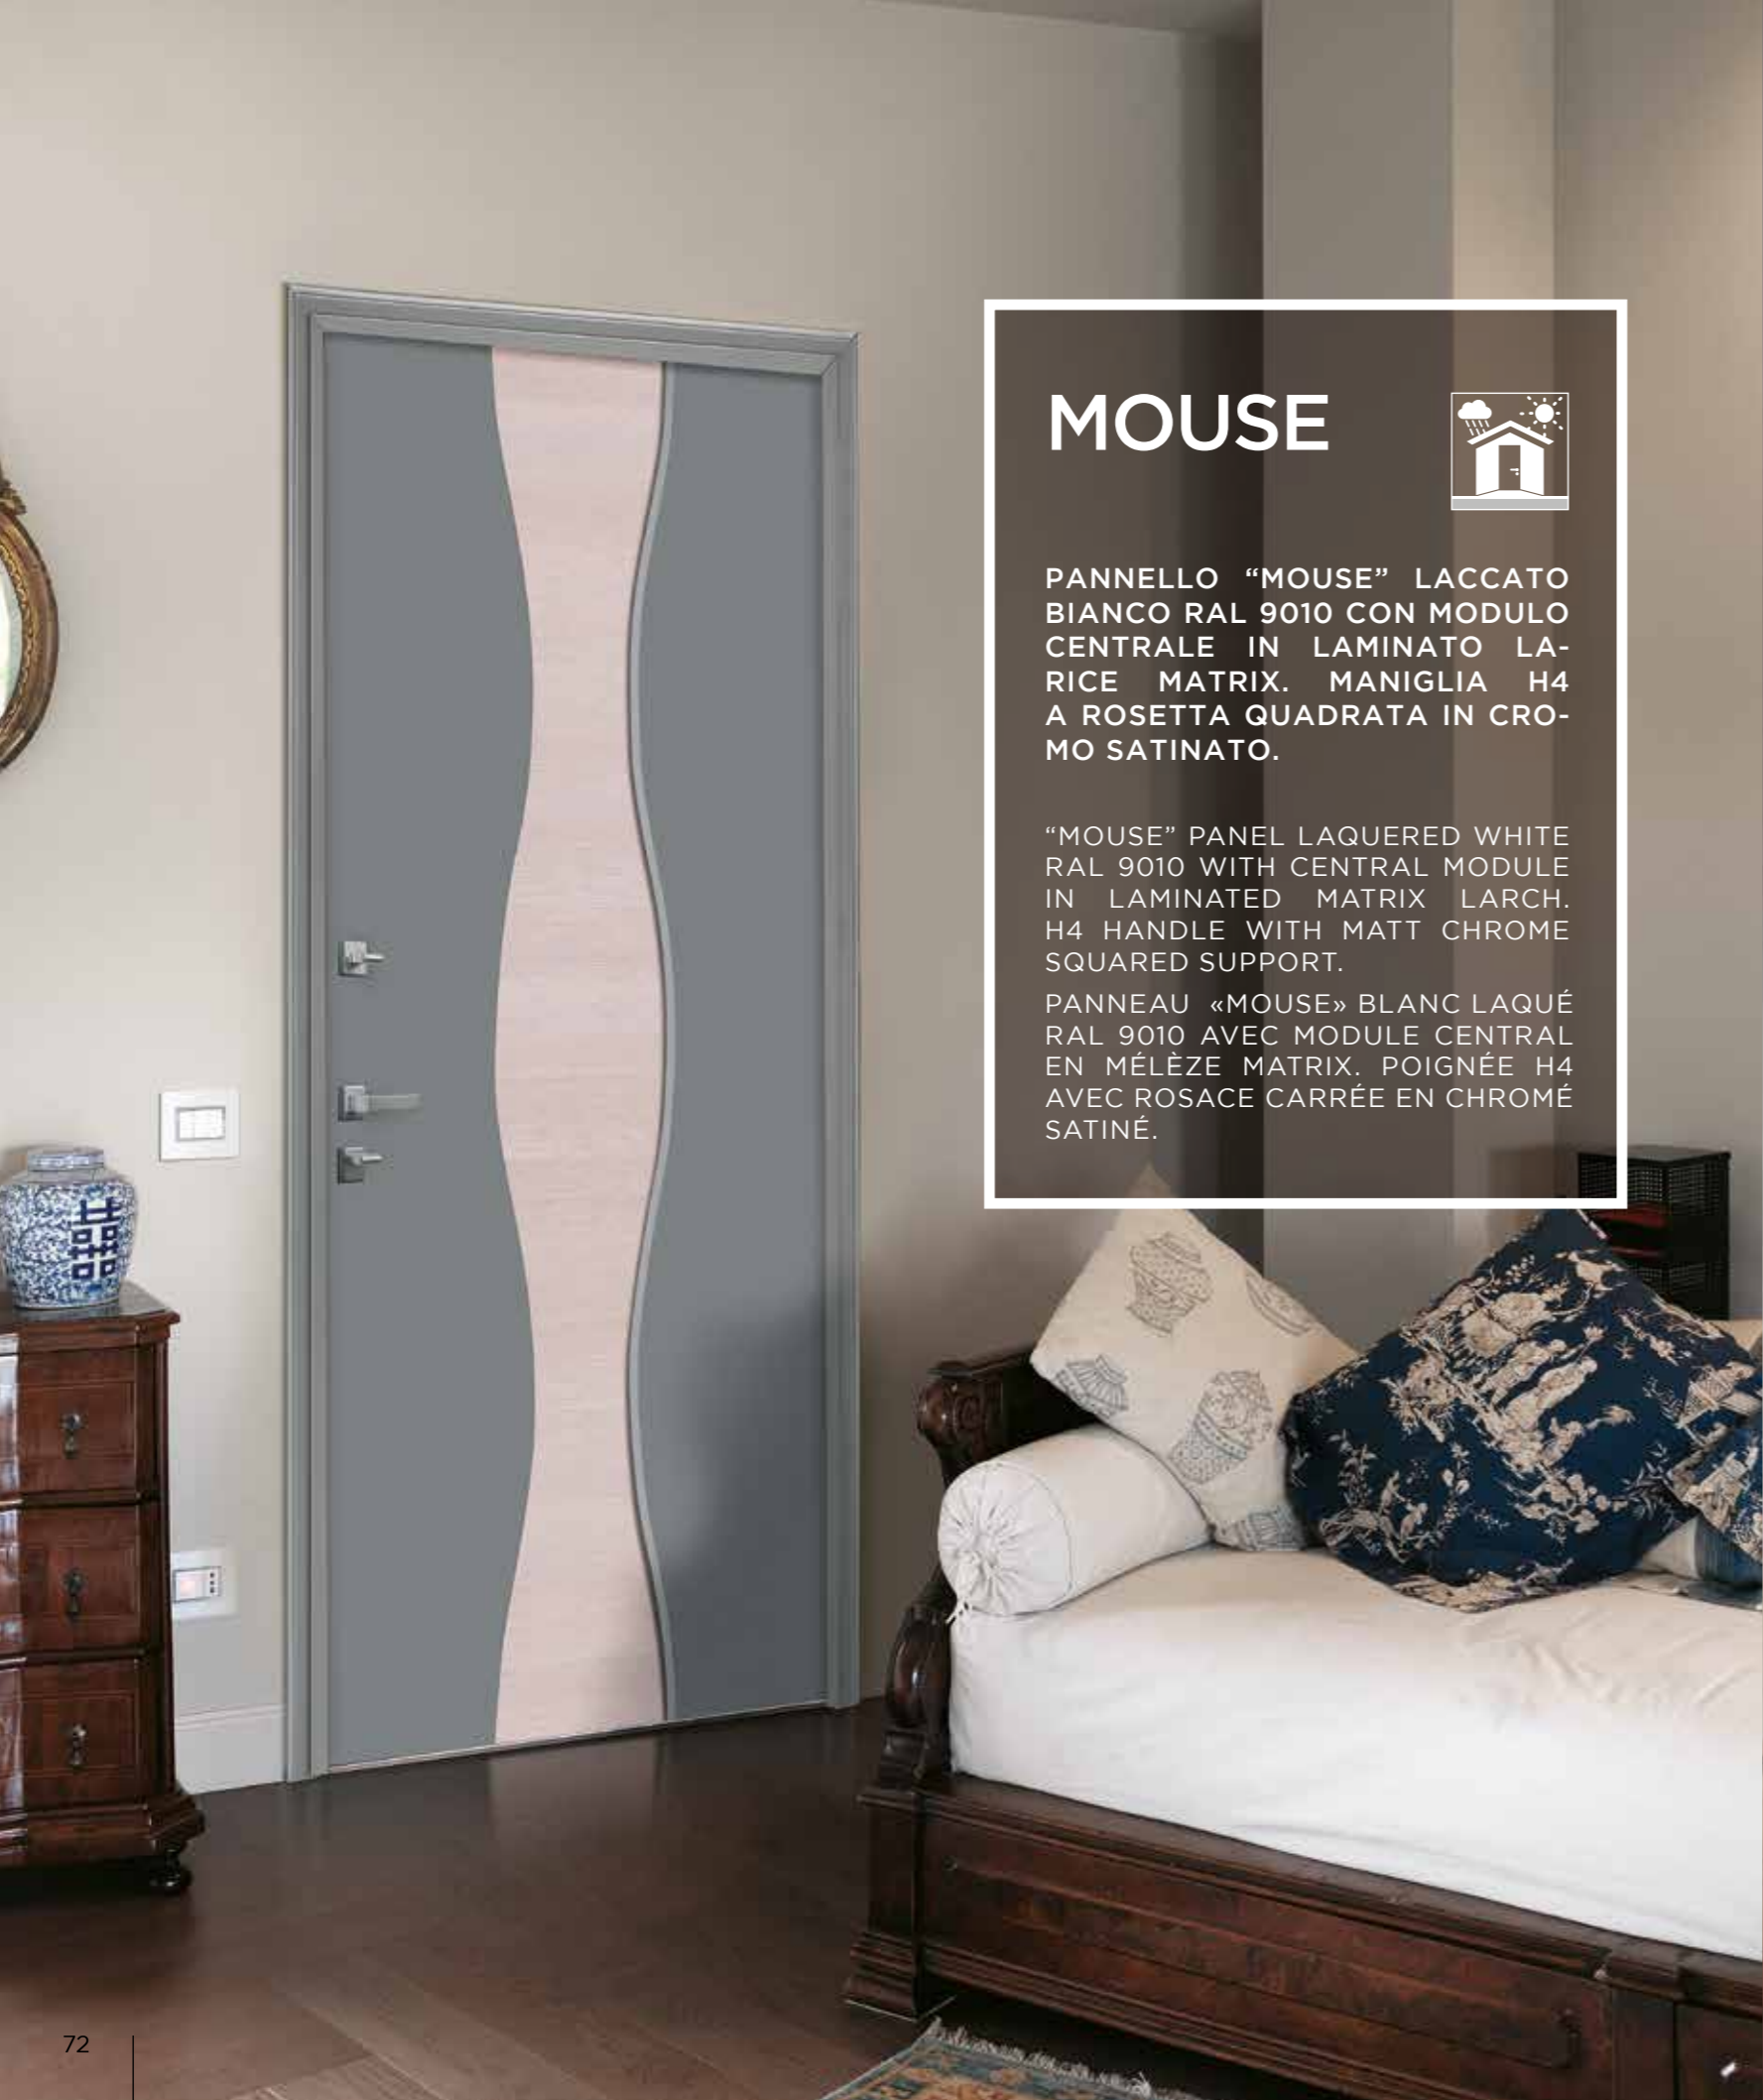 MOUSE
PANNELLO “MOUSE” LACCATO
BIANCO RAL 9010 CON MODULO
CENTRALE IN LAMINATO LA-
RICE MATRIX. MANIGLIA H4
A ROSETTA QUADRATA IN CRO-
MO SATINATO.
“MOUSE” PANEL LAQUERED WHITE
RAL 9010 WITH CENTRAL MODULE
IN LAMINATED MATRIX LARCH.
H4 HANDLE WITH MATT CHROME
SQUARED SUPPORT.
PANNEAU «MOUSE» BLANC LAQUÉ
RAL 9010 AVEC MODULE CENTRAL
EN MÉLÈZE MATRIX. POIGNÉE H4
AVEC ROSACE CARRÉE EN CHROMÉ
SATINÉ.
72